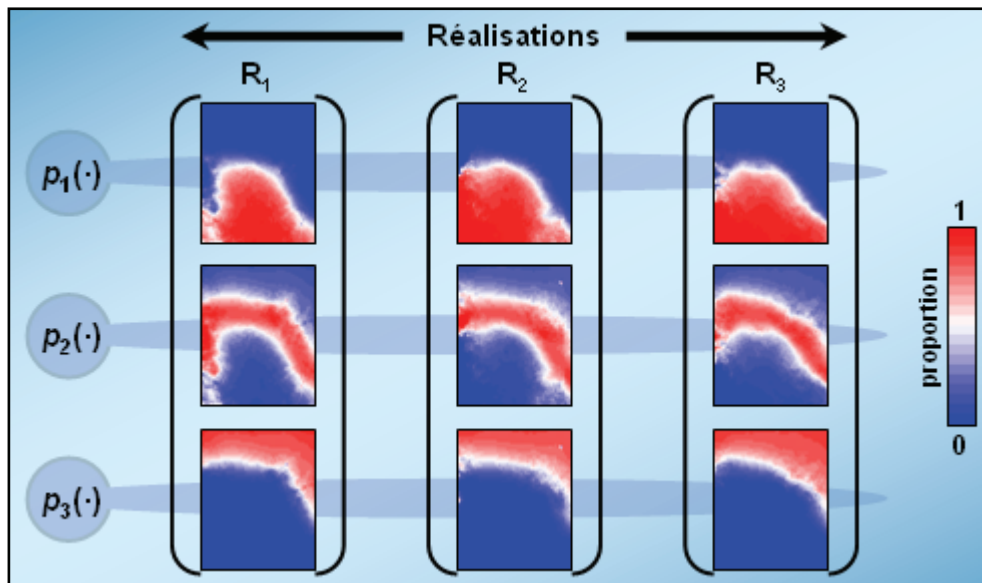 Réalisations
R₁ R₂ R₃
p₁(·)
p₂(·)
p₃(·)
1
proportion
0